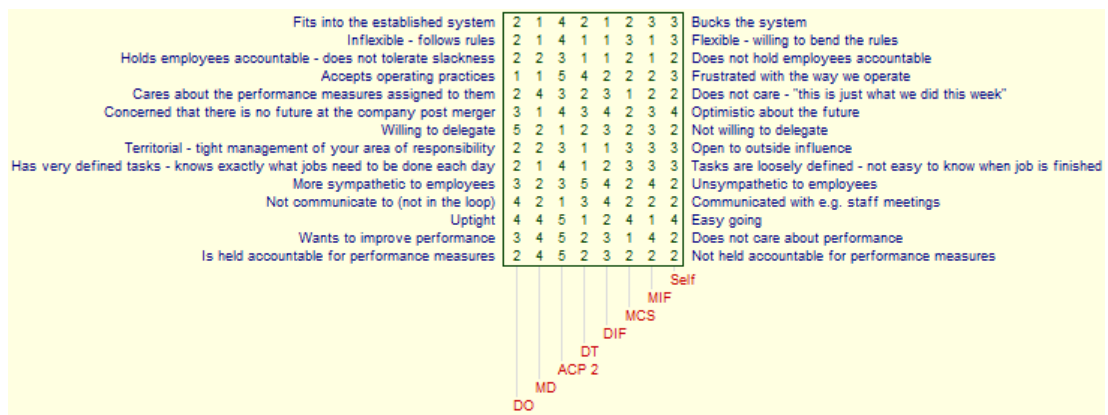 Fits into the established system 2 1 4 2 1 2 3 3 Bucks the system
Inflexible - follows rules 2 1 4 1 1 3 1 3 Flexible - willing to bend the rules
Holds employees accountable - does not tolerate slackness 2 2 3 1 1 2 1 2 Does not hold employees accountable
Accepts operating practices 1 1 5 4 2 2 2 3 Frustrated with the way we operate
Cares about the performance measures assigned to them 2 4 3 2 3 1 2 2 Does not care - "this is just what we did this week"
Concerned that there is no future at the company post merger 3 1 4 3 4 2 3 4 Optimistic about the future
Willing to delegate 5 2 1 2 3 2 3 2 Not willing to delegate
Territorial - tight management of your area of responsibility 2 2 3 1 1 3 3 3 Open to outside influence
Has very defined tasks - knows exactly what jobs need to be done each day 2 1 4 1 2 3 3 3 Tasks are loosely defined - not easy to know when job is finished
More sympathetic to employees 3 2 3 5 4 2 4 2 Unsympathetic to employees
Not communicate to (not in the loop) 4 2 1 3 4 2 2 2 Communicated with e.g. staff meetings
Uptight 4 4 5 1 2 4 1 4 Easy going
Wants to improve performance 3 4 5 2 3 1 4 2 Does not care about performance
Is held accountable for performance measures 2 4 5 2 3 2 2 2 Not held accountable for performance measures
Self
MIF
MCS
DIF
DT
ACP 2
MD
DO